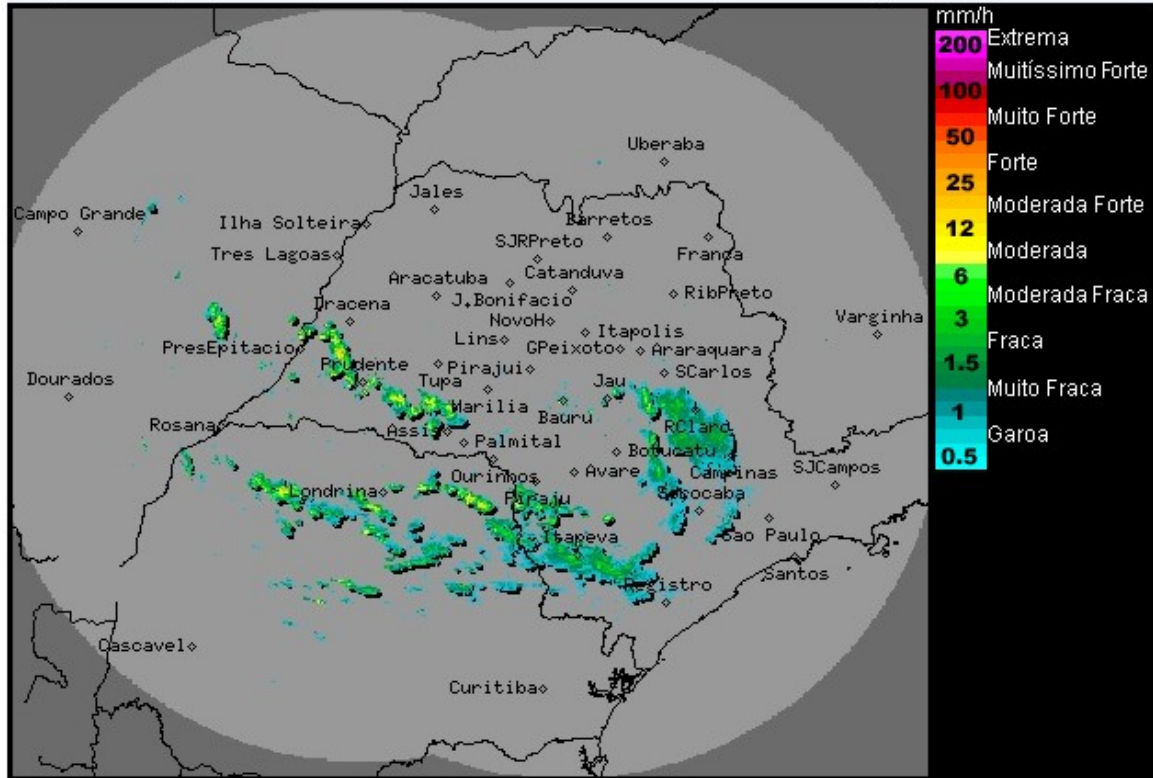 mm/h
200 Extrema
Muitíssimo Forte
100
Muito Forte
50
Forte
25
Moderada Forte
12
Moderada
6
Moderada Fraca
3
Fraca
1.5
Muito Fraca
1
Garoa
0.5
Uberaba
Jales
Campo Grande
Ilha Solteira
Barretos
SJRPreto
Franca
Tres Lagoas
Catanduva
Aracatuba
J.Bonifacio
RibPreto
Dracena
NovoH
Itapolis
Varginha
Lins
PresEpitacio
GPeixoto
Araraquara
Prudente
Pirajui
SCarlos
Dourados
Tupa
Jau
Marilia
Bauru
Rosana
Assis
RClaro
Palmital
Botucatu
Ourinhos
Avare
Campinas
SJCampos
Londrina
Piraju
Sorocaba
Itapeva
Sao Paulo
Registro
Santos
Cascavel
Curitiba